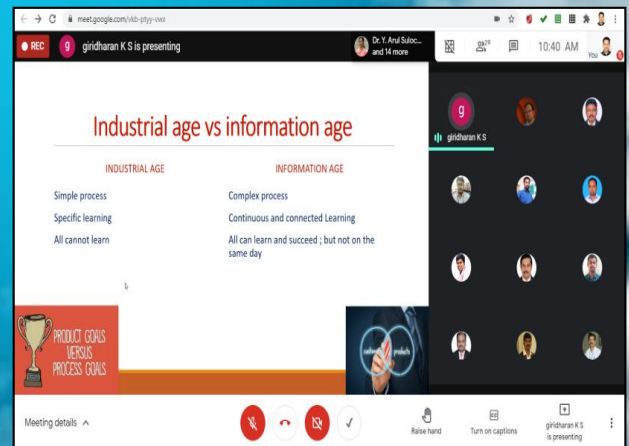 meet.google.com/vkb-ptyy-vwx
REC
g
giridharan K S is presenting
Dr. Y. Arul Suloc...
and 14 more
29
10:40 AM
You
Industrial age vs information age
INDUSTRIAL AGE
INFORMATION AGE
Simple process
Complex process
Specific learning
Continuous and connected Learning
All cannot learn
All can learn and succeed ; but not on the
same day
PRODUCT GOALS
VERSUS
PROCESS GOALS
customers
products
g
giridharan K S
Meeting details
Raise hand
Turn on captions
giridharan K S
is presenting